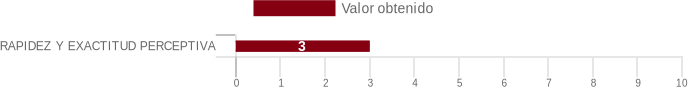 Valor obtenido
RAPIDEZ Y EXACTITUD PERCEPTIVA
3
0 1 2 3 4 5 6 7 8 9 10